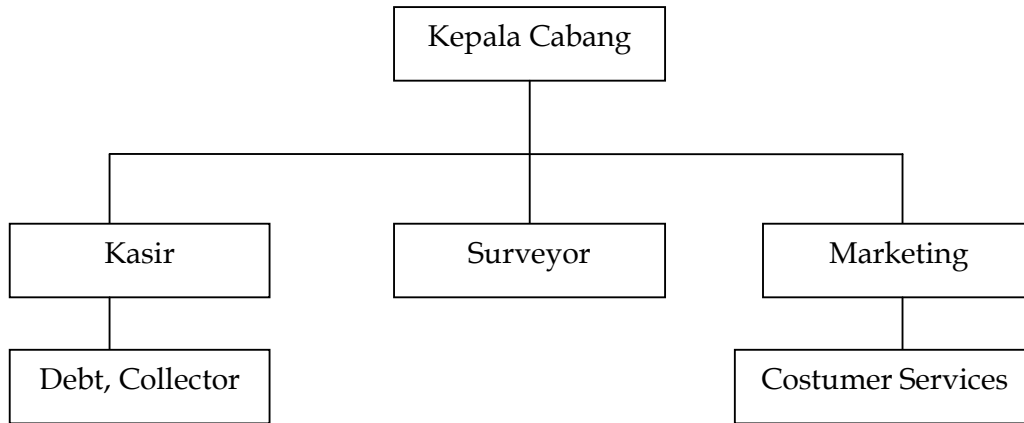 Kepala Cabang
Kasir
Surveyor
Marketing
Debt, Collector
Costumer Services